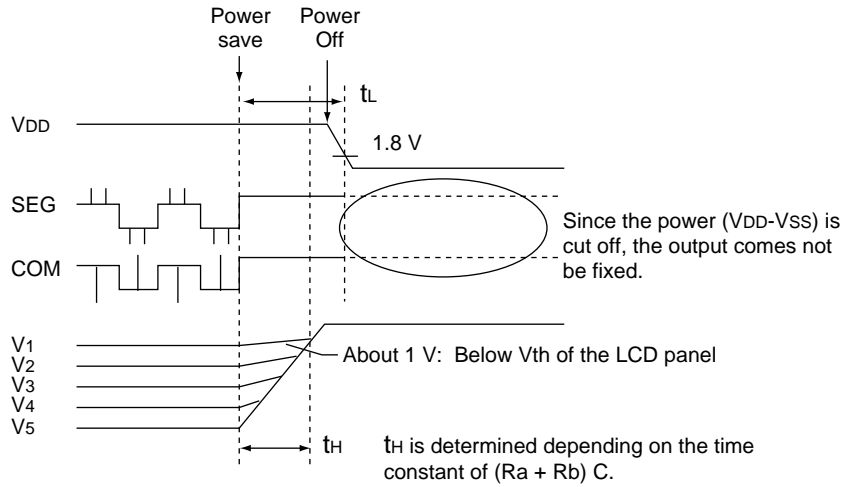 Power
save
Power
Off
tL
VDD
1.8 V
SEG
Since the power (VDD-VSS) is
cut off, the output comes not
be fixed.
COM
V1
About 1 V: Below Vth of the LCD panel
V2
V3
V4
V5
tH
tH is determined depending on the time
constant of (Ra + Rb) C.